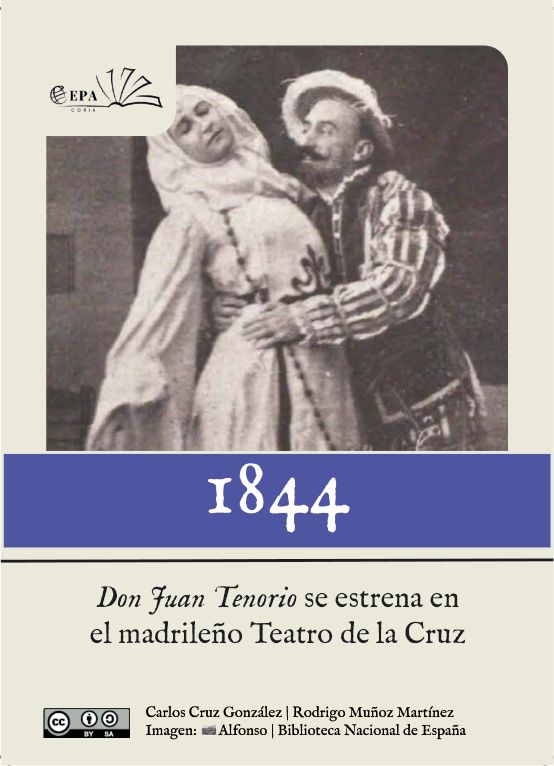 EPA
CORIA
1844
Don Juan Tenorio se estrena en
el madrileño Teatro de la Cruz
cc BY SA
Carlos Cruz González | Rodrigo Muñoz Martínez
Imagen: Alfonso | Biblioteca Nacional de España